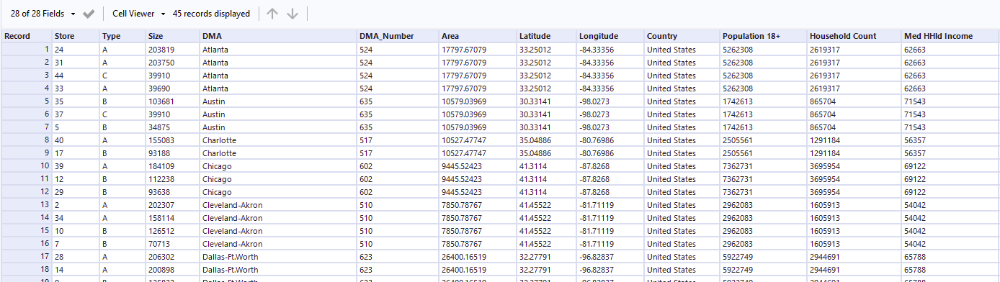 28 of 28 Fields Cell Viewer 45 records displayed
Record Store Type Size DMA DMA_Number Area Latitude Longitude Country Population 18+ Household Count Med HHld Income
1 24 A 203819 Atlanta 524 17797.67079 33.25012 -84.33356 United States 5262308 2619317 62663
2 31 A 203750 Atlanta 524 17797.67079 33.25012 -84.33356 United States 5262308 2619317 62663
3 44 C 39910 Atlanta 524 17797.67079 33.25012 -84.33356 United States 5262308 2619317 62663
4 33 A 39690 Atlanta 524 17797.67079 33.25012 -84.33356 United States 5262308 2619317 62663
5 35 B 103681 Austin 635 10579.03969 30.33141 -98.0273 United States 1742613 865704 71543
6 37 C 39910 Austin 635 10579.03969 30.33141 -98.0273 United States 1742613 865704 71543
7 5 B 34875 Austin 635 10579.03969 30.33141 -98.0273 United States 1742613 865704 71543
8 40 A 155083 Charlotte 517 10527.47747 35.04886 -80.76986 United States 2505561 1291184 56357
9 17 B 93188 Charlotte 517 10527.47747 35.04886 -80.76986 United States 2505561 1291184 56357
10 39 A 184109 Chicago 602 9445.52423 41.3114 -87.8268 United States 7362731 3695954 69122
11 12 B 112238 Chicago 602 9445.52423 41.3114 -87.8268 United States 7362731 3695954 69122
12 29 B 93638 Chicago 602 9445.52423 41.3114 -87.8268 United States 7362731 3695954 69122
13 2 A 202307 Cleveland-Akron 510 7850.78767 41.45522 -81.71119 United States 2962083 1605913 54042
14 34 A 158114 Cleveland-Akron 510 7850.78767 41.45522 -81.71119 United States 2962083 1605913 54042
15 10 B 126512 Cleveland-Akron 510 7850.78767 41.45522 -81.71119 United States 2962083 1605913 54042
16 7 B 70713 Cleveland-Akron 510 7850.78767 41.45522 -81.71119 United States 2962083 1605913 54042
17 28 A 206302 Dallas-Ft.Worth 623 26400.16519 32.27791 -96.82837 United States 5922749 2944691 65788
18 14 A 200898 Dallas-Ft.Worth 623 26400.16519 32.27791 -96.82837 United States 5922749 2944691 65788